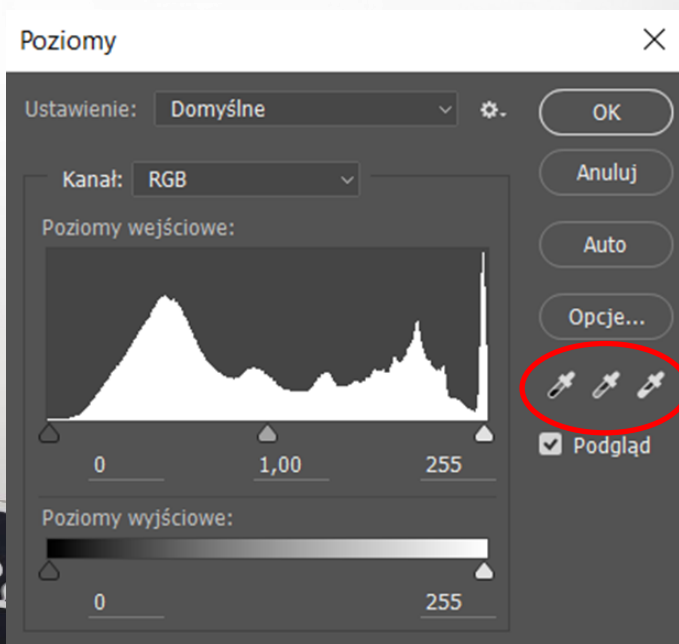 Poziomy
Ustawienie: Domyślne
OK
Kanał: RGB
Anuluj
Poziomy wejściowe:
Auto
Opcje...
Podgląd
0 1,00 255
Poziomy wyjściowe:
0 255